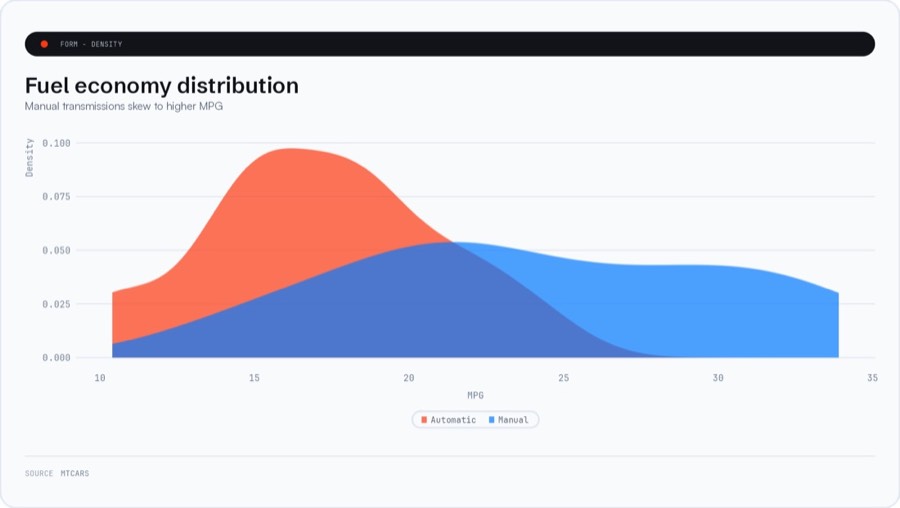 FORM - DENSITY
Fuel economy distribution
Manual transmissions skew to higher MPG
Density
0.100
0.075
0.050
0.025
0.000
10 15 20 25 30 35
MPG
Automatic Manual
SOURCE MTCARS